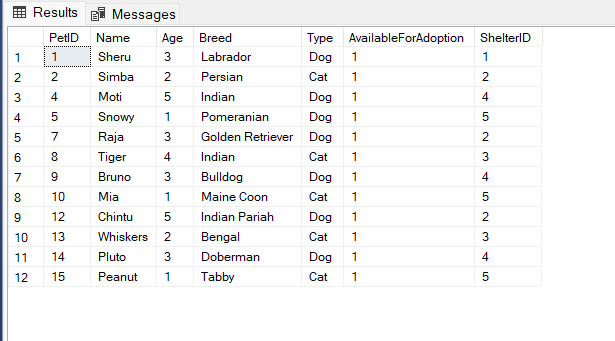 Results Messages
PetID Name Age Breed Type AvailableForAdoption ShelterID
1 1 Sheru 3 Labrador Dog 1 1
2 2 Simba 2 Persian Cat 1 2
3 4 Moti 5 Indian Dog 1 4
4 5 Snowy 1 Pomeranian Dog 1 5
5 7 Raja 3 Golden Retriever Dog 1 2
6 8 Tiger 4 Indian Cat 1 3
7 9 Bruno 3 Bulldog Dog 1 4
8 10 Mia 1 Maine Coon Cat 1 5
9 12 Chintu 5 Indian Pariah Dog 1 2
10 13 Whiskers 2 Bengal Cat 1 3
11 14 Pluto 3 Doberman Dog 1 4
12 15 Peanut 1 Tabby Cat 1 5